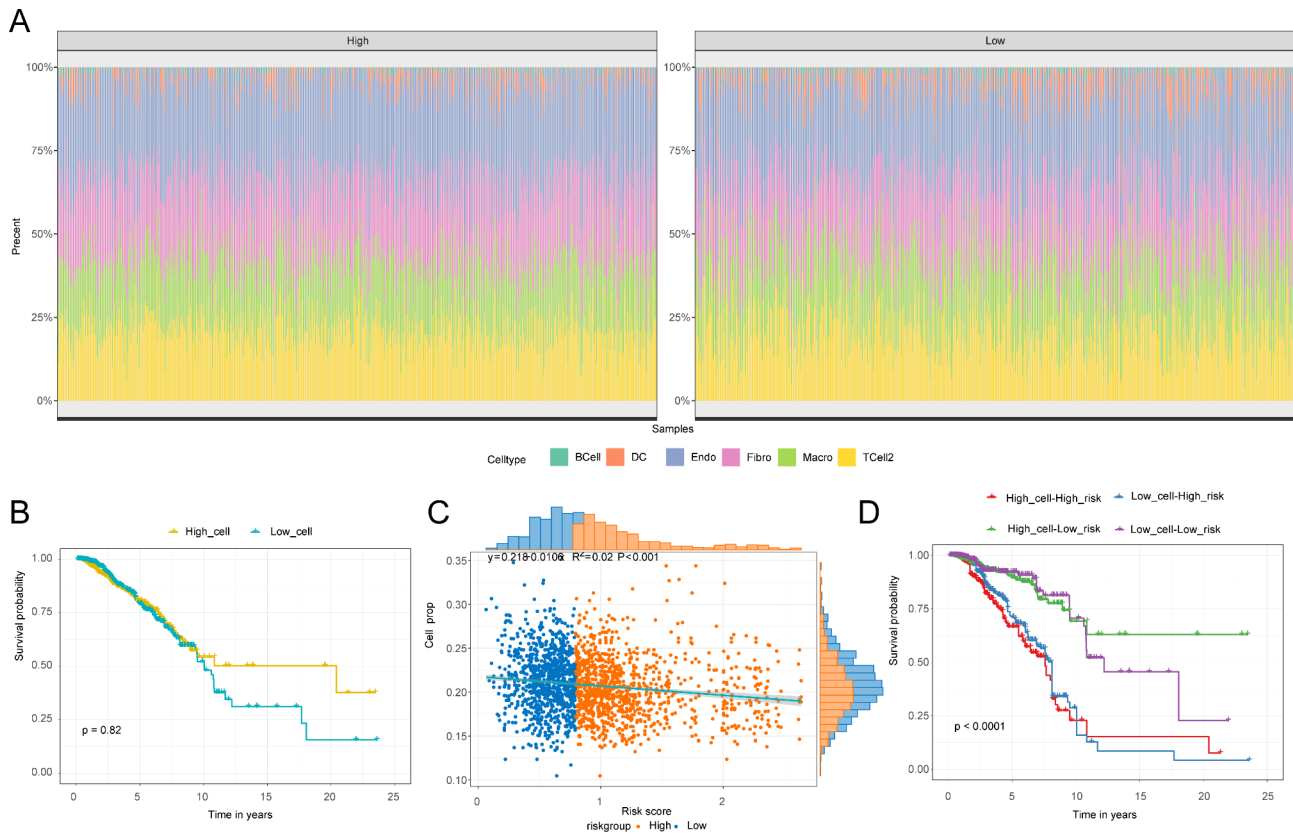 A
High
Low
100%
75%
50%
25%
0%
Precent
100%
75%
50%
25%
0%
Samples
Celltype BCell DC Endo Fibro Macro TCell2
B
High_cell Low_cell
1.00
0.75
0.50
0.25
0.00
Survival probability
p = 0.82
0 5 10 15 20 25
Time in years
C
y=0.218-0.0106x R²=0.02 P<0.001
0.35
0.30
0.25
0.20
0.15
0.10
Cell prop
0 1 2
Risk score
riskgroup High Low
D
High_cell-High_risk Low_cell-High_risk
High_cell-Low_risk Low_cell-Low_risk
1.00
0.75
0.50
0.25
0.00
Survival probability
p < 0.0001
0 5 10 15 20 25
Time in years